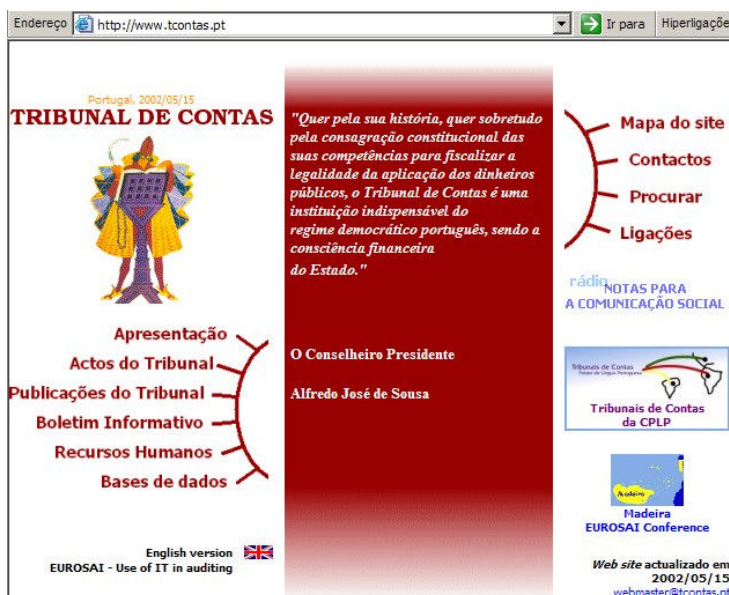 Endereço http://www.tcontas.pt Ir para Hiperligaçõe
Portugal, 2002/05/15
TRIBUNAL DE CONTAS
Apresentação
Actos do Tribunal
Publicações do Tribunal
Boletim Informativo
Recursos Humanos
Bases de dados
English version
EUROSAI - Use of IT in auditing
"Quer pela sua história, quer sobretudo
pela consagração constitucional das
suas competências para fiscalizar a
legalidade da aplicação dos dinheiros
públicos, o Tribunal de Contas é uma
instituição indispensável do
regime democrático português, sendo a
consciência financeira
do Estado."
O Conselheiro Presidente
Alfredo José de Sousa
Mapa do site
Contactos
Procurar
Ligações
rádio
NOTAS PARA
A COMUNICAÇÃO SOCIAL
Tribunais de Contas
Países de Língua Portuguesa
Tribunais de Contas
da CPLP
Madeira
Madeira
EUROSAI Conference
Web site actualizado em
2002/05/15
webmaster@tcontas.pt